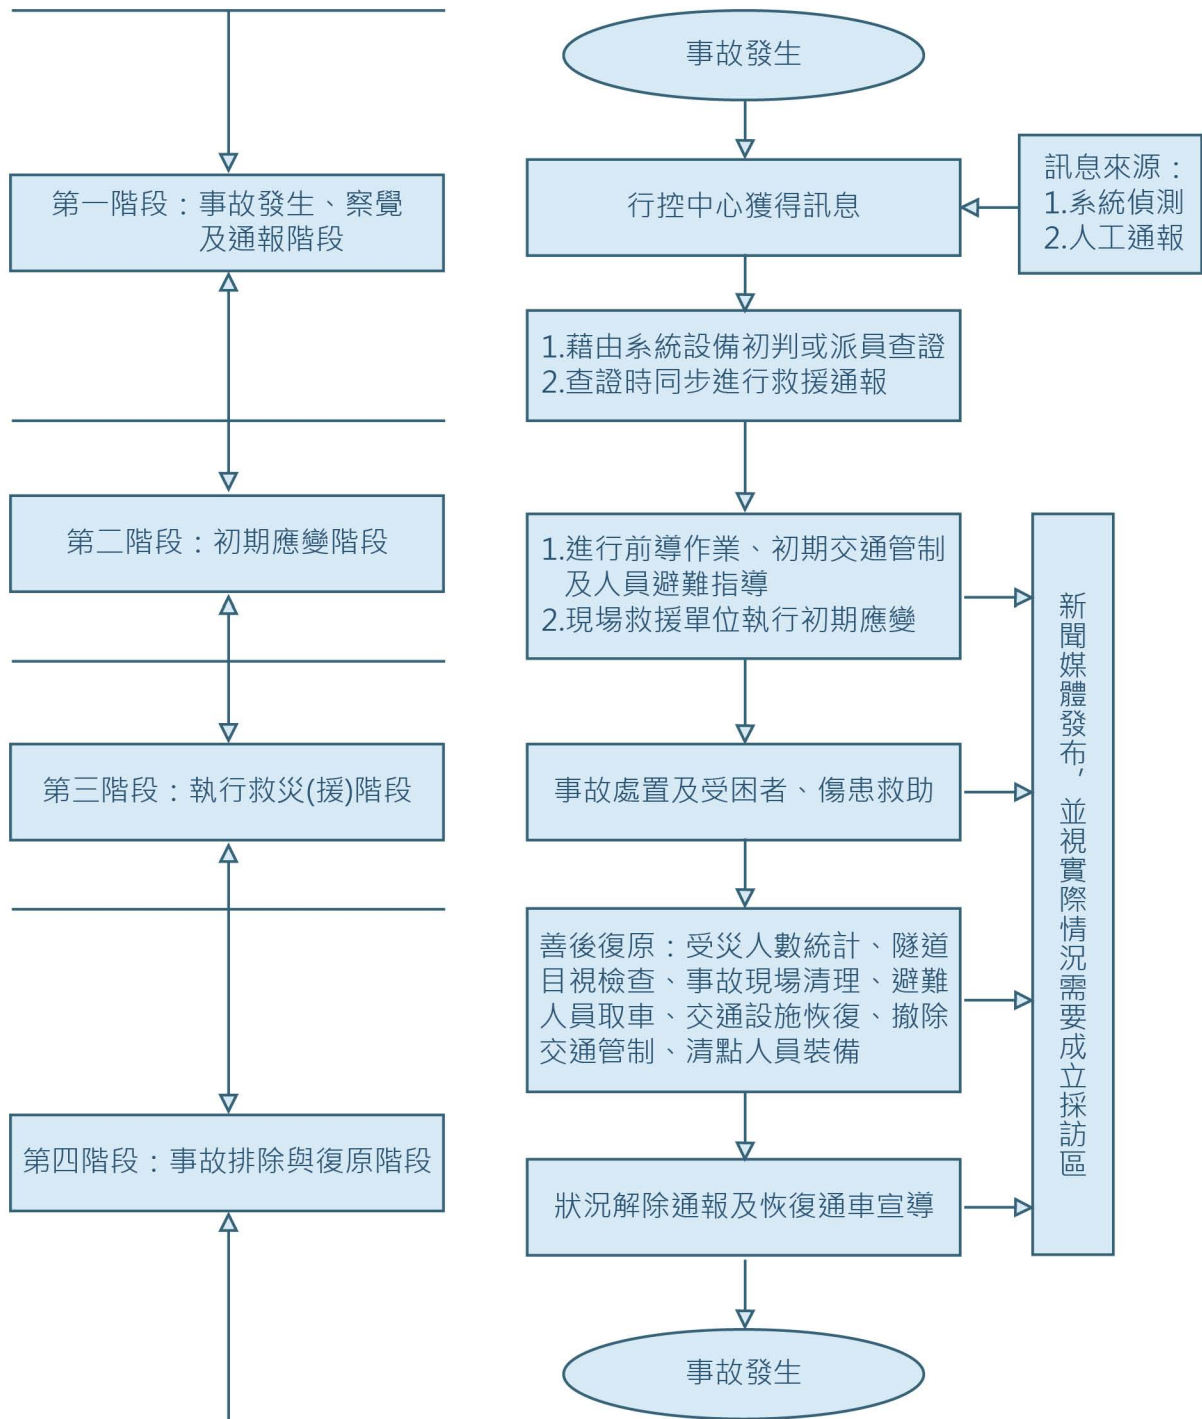 第一階段：事故發生、察覺
及通報階段
第二階段：初期應變階段
第三階段：執行救災(援)階段
第四階段：事故排除與復原階段
事故發生
行控中心獲得訊息
訊息來源：
1.系統偵測
2.人工通報
1.藉由系統設備初判或派員查證
2.查證時同步進行救援通報
1.進行前導作業、初期交通管制
及人員避難指導
2.現場救援單位執行初期應變
事故處置及受困者、傷患救助
善後復原：受災人數統計、隧道
目視檢查、事故現場清理、避難
人員取車、交通設施恢復、撤除
交通管制、清點人員裝備
狀況解除通報及恢復通車宣導
事故發生
新聞媒體發布，並視實際情況需要成立採訪區